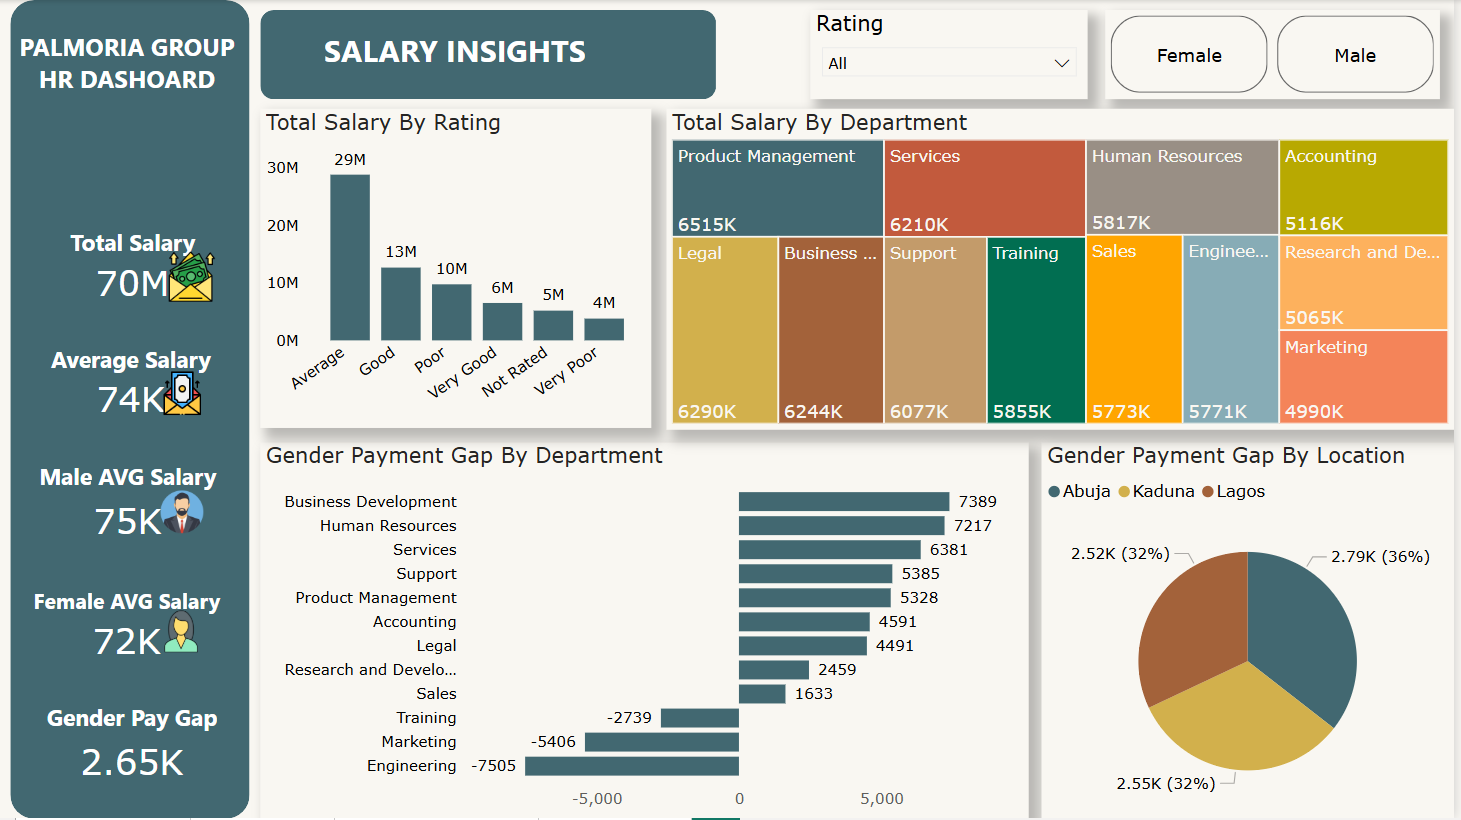 PALMORIA GROUP
HR DASHOARD
Total Salary
70M
Average Salary
74K
Male AVG Salary
75K
Female AVG Salary
72K
Gender Pay Gap
2.65K
SALARY INSIGHTS
Rating
All
Female
Male
Total Salary By Rating
30M
20M
10M
0M
29M
13M
10M
6M
5M
4M
Average
Good
Poor
Very Good
Not Rated
Very Poor
Total Salary By Department
Product Management
6515K
Services
6210K
Human Resources
5817K
Accounting
5116K
Legal
6290K
Business ...
6244K
Support
6077K
Training
5855K
Sales
5773K
Enginee...
5771K
Research and De...
5065K
Marketing
4990K
Gender Payment Gap By Department
Business Development 7389
Human Resources 7217
Services 6381
Support 5385
Product Management 5328
Accounting 4591
Legal 4491
Research and Develo... 2459
Sales 1633
Training -2739
Marketing -5406
Engineering -7505
-5,000 0 5,000
Gender Payment Gap By Location
Abuja Kaduna Lagos
2.52K (32%)
2.79K (36%)
2.55K (32%)